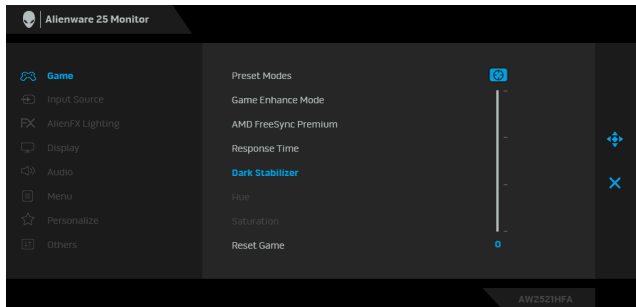 Alienware 25 Monitor
Game
Input Source
AlienFX Lighting
Display
Audio
Menu
Personalize
Others
Preset Modes
Game Enhance Mode
AMD FreeSync Premium
Response Time
Dark Stabilizer
Hue
Saturation
Reset Game
0
AW2521HFA